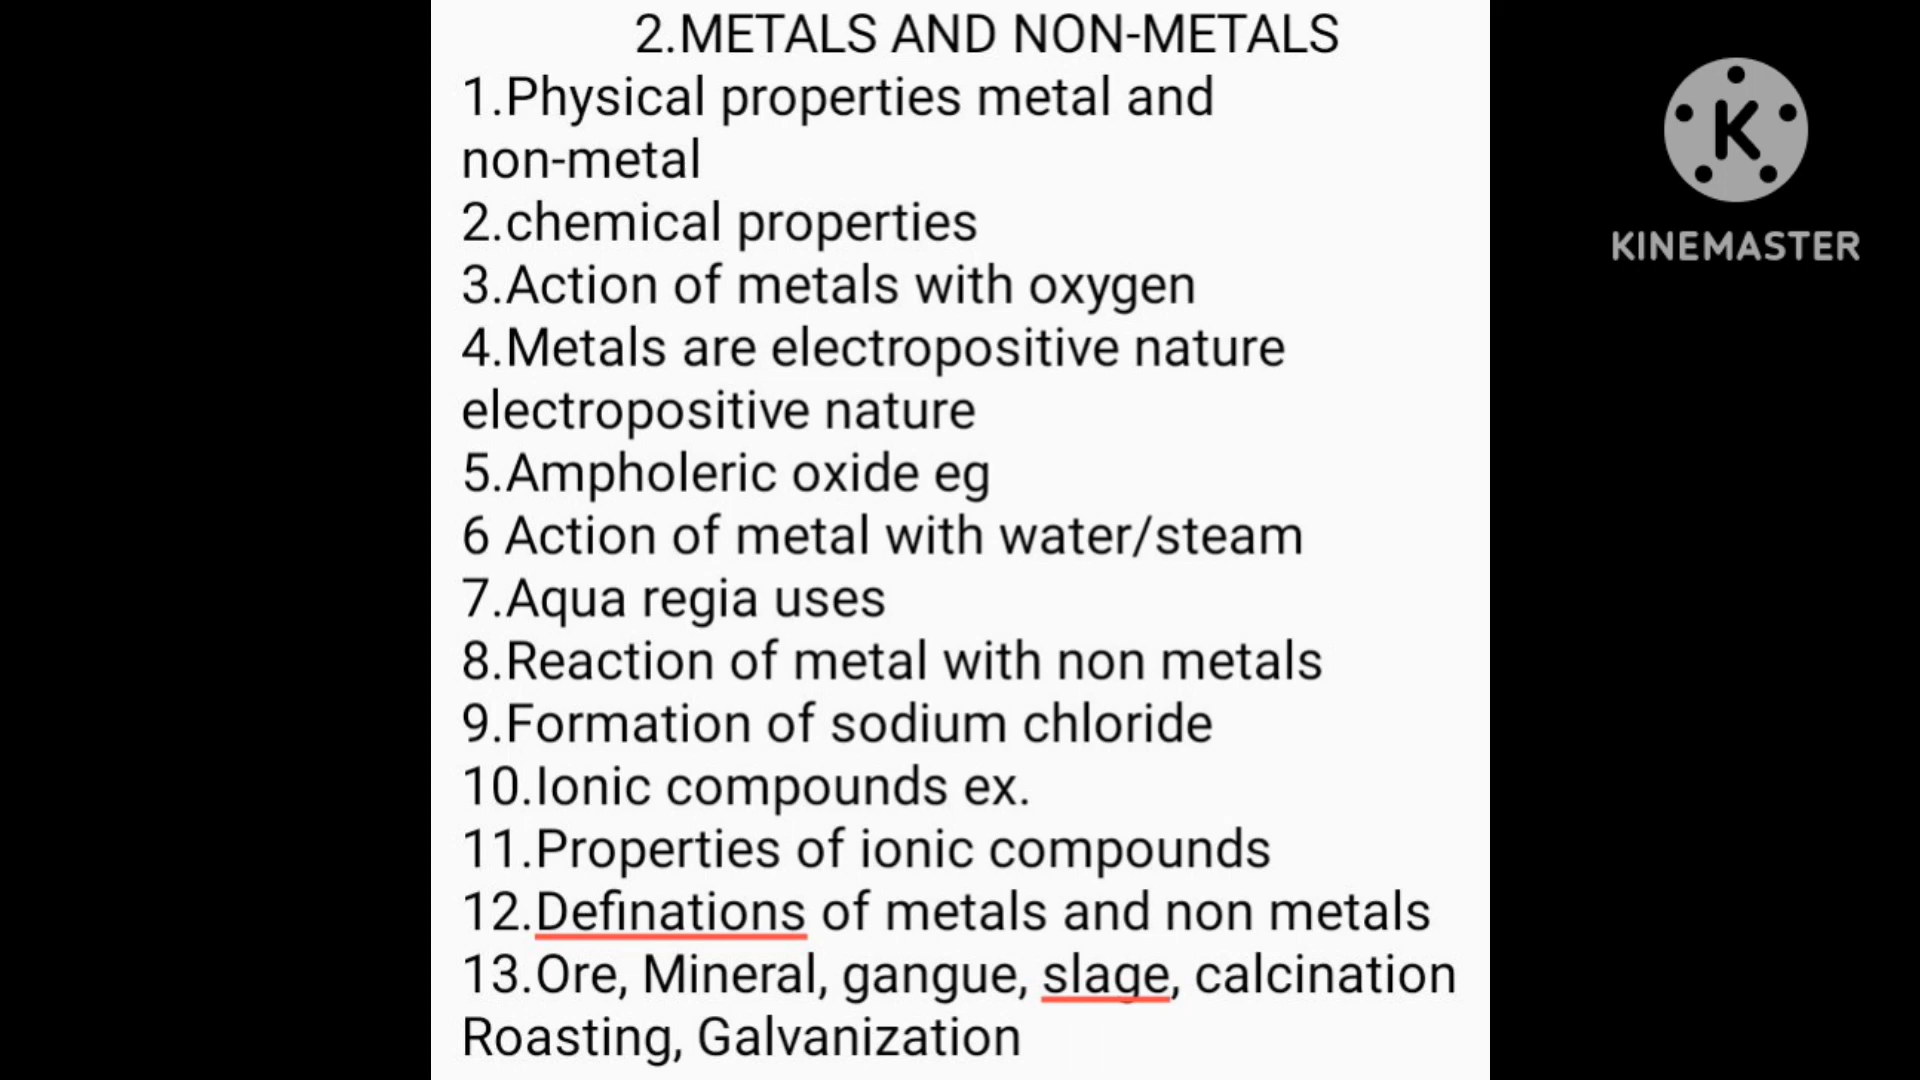 2.METALS AND NON-METALS
1.Physical properties metal and
non-metal
2.chemical properties
3.Action of metals with oxygen
4.Metals are electropositive nature
electropositive nature
5.Ampholeric oxide eg
6 Action of metal with water/steam
7.Aqua regia uses
8.Reaction of metal with non metals
9.Formation of sodium chloride
10.Ionic compounds ex.
11.Properties of ionic compounds
12.Definations of metals and non metals
13.Ore, Mineral, gangue, slage, calcination
Roasting, Galvanization
K
KINEMASTER